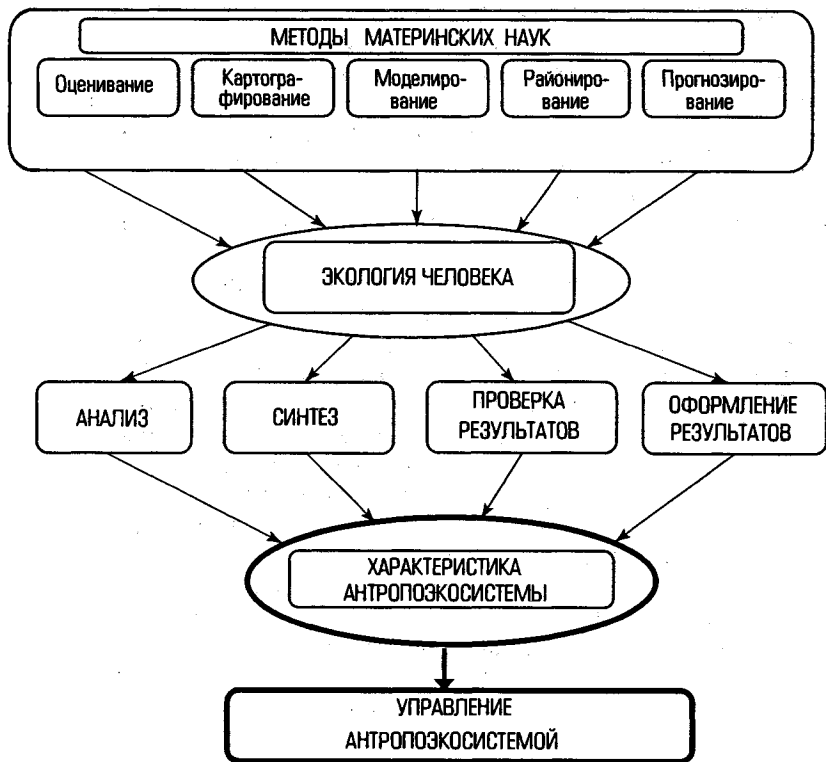 МЕТОДЫ МАТЕРИНСКИХ НАУК
Оценивание
Картогра-
фирование
Моделиро-
вание
Райониро-
вание
Прогнозиро-
вание
ЭКОЛОГИЯ ЧЕЛОВЕКА
АНАЛИЗ
СИНТЕЗ
ПРОВЕРКА
РЕЗУЛЬТАТОВ
ОФОРМЛЕНИЕ
РЕЗУЛЬТАТОВ
ХАРАКТЕРИСТИКА
АНТРОПОЭКОСИСТЕМЫ
УПРАВЛЕНИЕ
АНТРОПОЭКОСИСТЕМОЙ